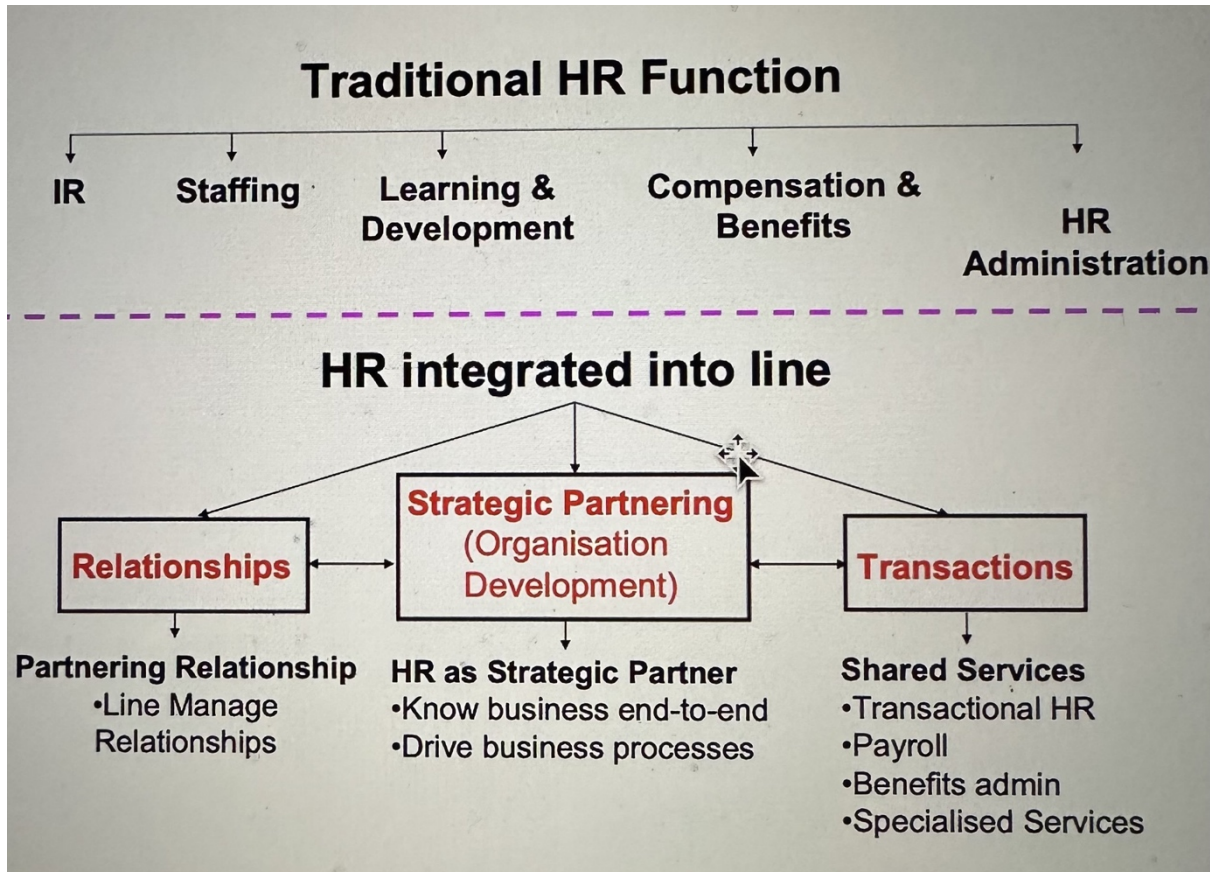 Traditional HR Function
IR
Staffing
Learning &
Development
Compensation &
Benefits
HR
Administration
HR integrated into line
Relationships
Strategic Partnering
(Organisation
Development)
Transactions
Partnering Relationship
•Line Manage
Relationships
HR as Strategic Partner
•Know business end-to-end
•Drive business processes
Shared Services
•Transactional HR
•Payroll
•Benefits admin
•Specialised Services